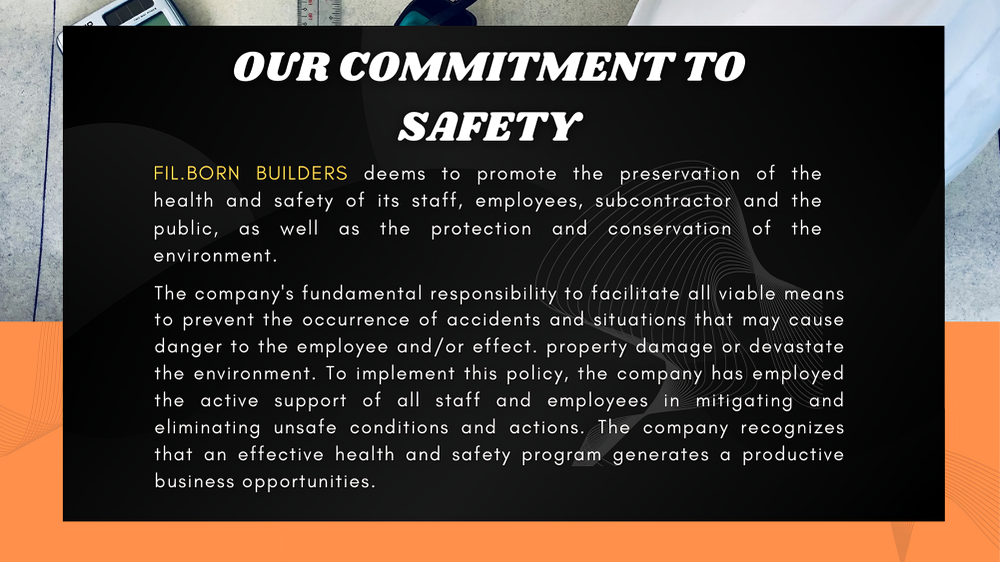 OUR COMMITMENT TO
SAFETY
FIL.BORN BUILDERS deems to promote the preservation of the
health and safety of its staff, employees, subcontractor and the
public, as well as the protection and conservation of the
environment.
The company's fundamental responsibility to facilitate all viable means
to prevent the occurrence of accidents and situations that may cause
danger to the employee and/or effect. property damage or devastate
the environment. To implement this policy, the company has employed
the active support of all staff and employees in mitigating and
eliminating unsafe conditions and actions. The company recognizes
that an effective health and safety program generates a productive
business opportunities.